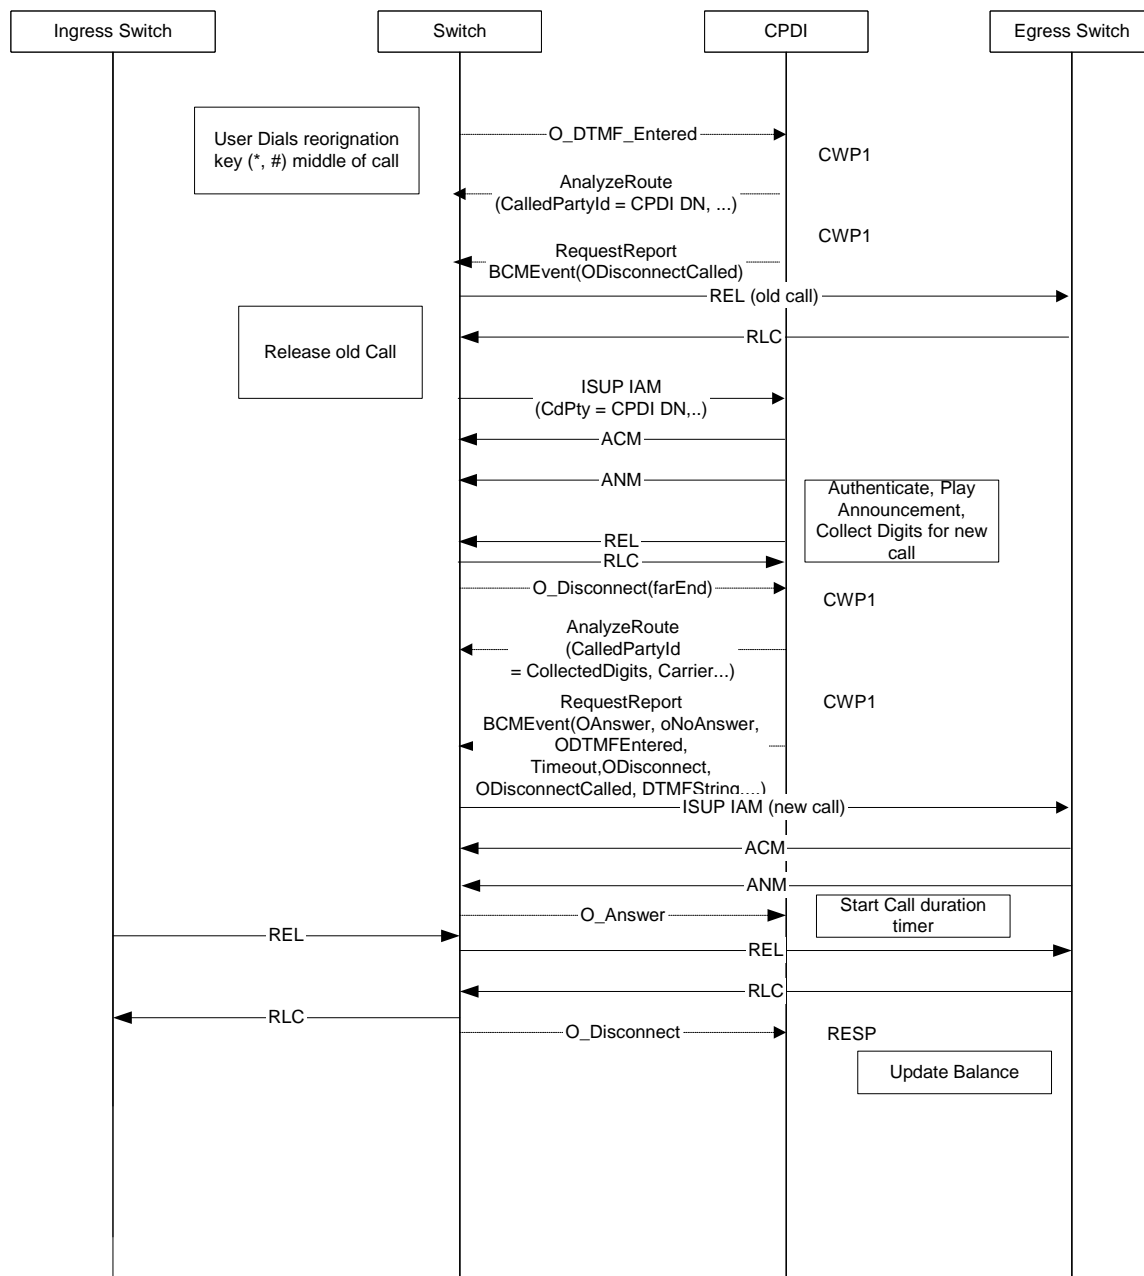 Ingress Switch
Switch
CPDI
Egress Switch
User Dials reorignation
key (*, #) middle of call
O_DTMF_Entered
CWP1
AnalyzeRoute
(CalledPartyId = CPDI DN, ...)
CWP1
RequestReport
BCMEvent(ODisconnectCalled)
REL (old call)
Release old Call
RLC
ISUP IAM
(CdPty = CPDI DN,..)
ACM
ANM
Authenticate, Play
Announcement,
Collect Digits for new
call
REL
RLC
O_Disconnect(farEnd)
CWP1
AnalyzeRoute
(CalledPartyId
= CollectedDigits, Carrier...)
RequestReport
BCMEvent(OAnswer, oNoAnswer,
ODTMFEntered,
Timeout,ODisconnect,
ODisconnectCalled, DTMFString,...)
CWP1
ISUP IAM (new call)
ACM
ANM
O_Answer
Start Call duration
timer
REL
REL
RLC
RLC
O_Disconnect
RESP
Update Balance